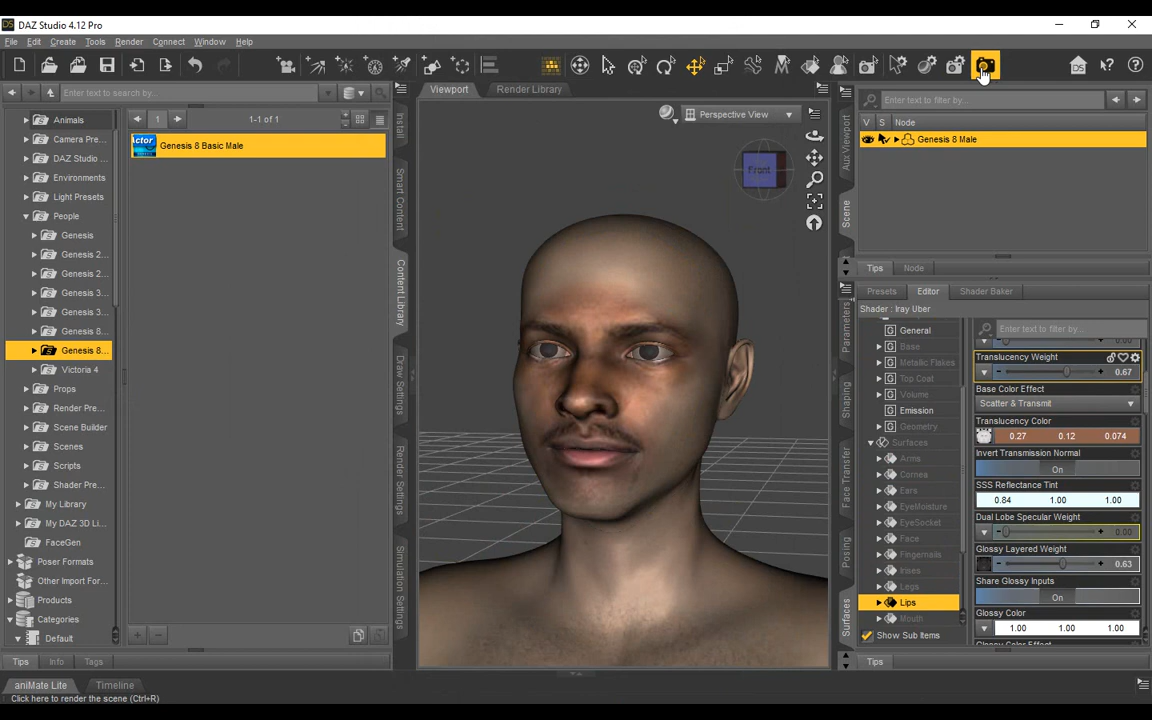 DAZ Studio 4.12 Pro
File Edit Create Tools Render Connect Window Help
Enter text to search by...
Animals
Camera Pre...
DAZ Studio ...
Environments
Light Presets
People
Genesis
Genesis 2...
Genesis 2...
Genesis 3...
Genesis 3...
Genesis 8...
Genesis 8...
Victoria 4
Props
Render Pre...
Scene Builder
Scenes
Scripts
Shader Pre...
My Library
My DAZ 3D Li...
FaceGen
Poser Formats
Other Import For...
Products
Categories
Default
Tips Info Tags
aniMate Lite Timeline
Click here to render the scene (Ctrl+R)
1 1-1 of 1
Genesis 8 Basic Male
Install
Smart Content
Content Library
Draw Settings
Render Settings
Simulation Settings
Viewport Render Library
Perspective View
Front
Aux Viewport
Scene
Enter text to filter by...
V S Node
Genesis 8 Male
Tips Node
Parameters
Shaping
Face Transfer
Posing
Surfaces
Presets Editor Shader Baker
Shader : Iray Uber
General
Base
Metallic Flakes
Top Coat
Volume
Emission
Geometry
Surfaces
Arms
Cornea
Ears
EyeMoisture
EyeSocket
Face
Fingernails
Irises
Legs
Lips
Mouth
Show Sub Items
Enter text to filter by...
0.00
Translucency Weight
0.67
Base Color Effect
Scatter & Transmit
Translucency Color
0.27 0.12 0.074
Invert Transmission Normal
On
SSS Reflectance Tint
0.84 1.00 1.00
Dual Lobe Specular Weight
0.00
Glossy Layered Weight
0.63
Share Glossy Inputs
On
Glossy Color
1.00 1.00 1.00
Glossy Color Effect
Tips